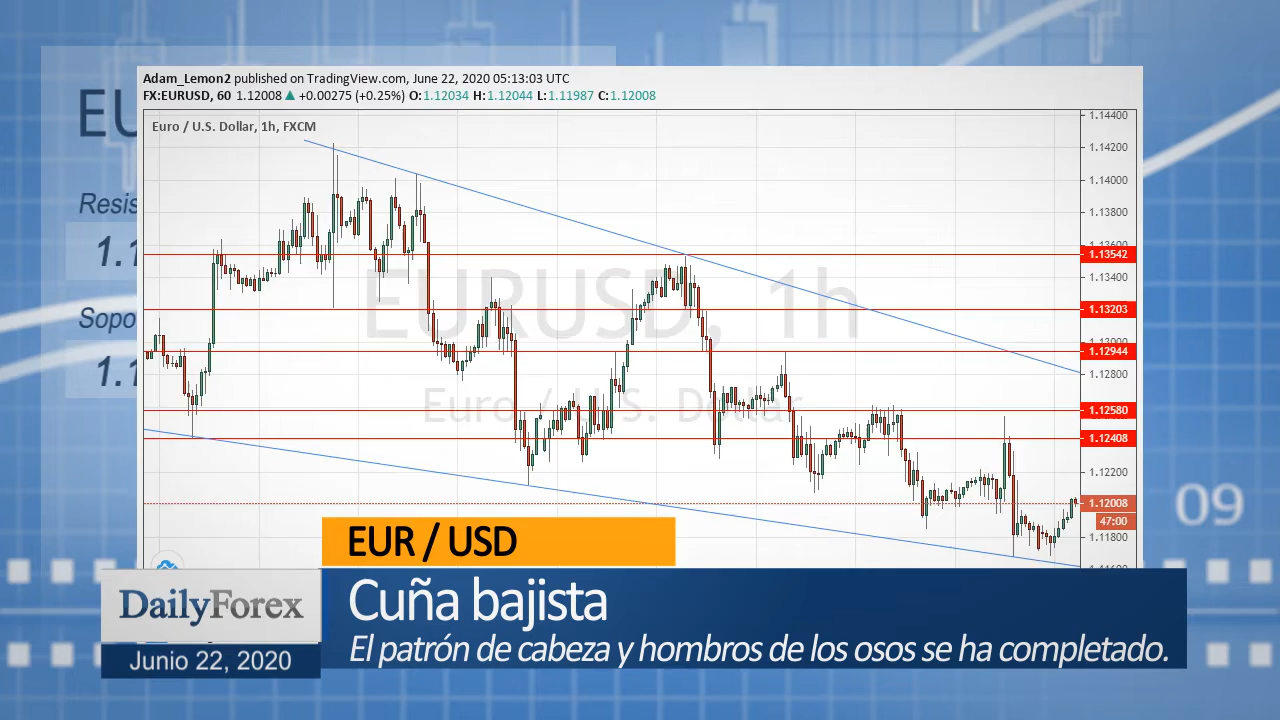 Adam_Lemon2 published on TradingView.com, June 22, 2020 05:13:03 UTC
FX:EURUSD, 60 1.12008 ▲ +0.00275 (+0.25%) O:1.12034 H:1.12044 L:1.11987 C:1.12008
Euro / U.S. Dollar, 1h, FXCM
EURUSD, 1h
Euro / U.S. Dollar
1.14400
1.14200
1.14000
1.13800
1.13600
1.13542
1.13400
1.13203
1.13000
1.12944
1.12800
1.12580
1.12408
1.12200
1.12008
47:00
1.11800
1.11600
09
EUR / USD
DailyForex
Junio 22, 2020
Cuña bajista
El patrón de cabeza y hombros de los osos se ha completado.